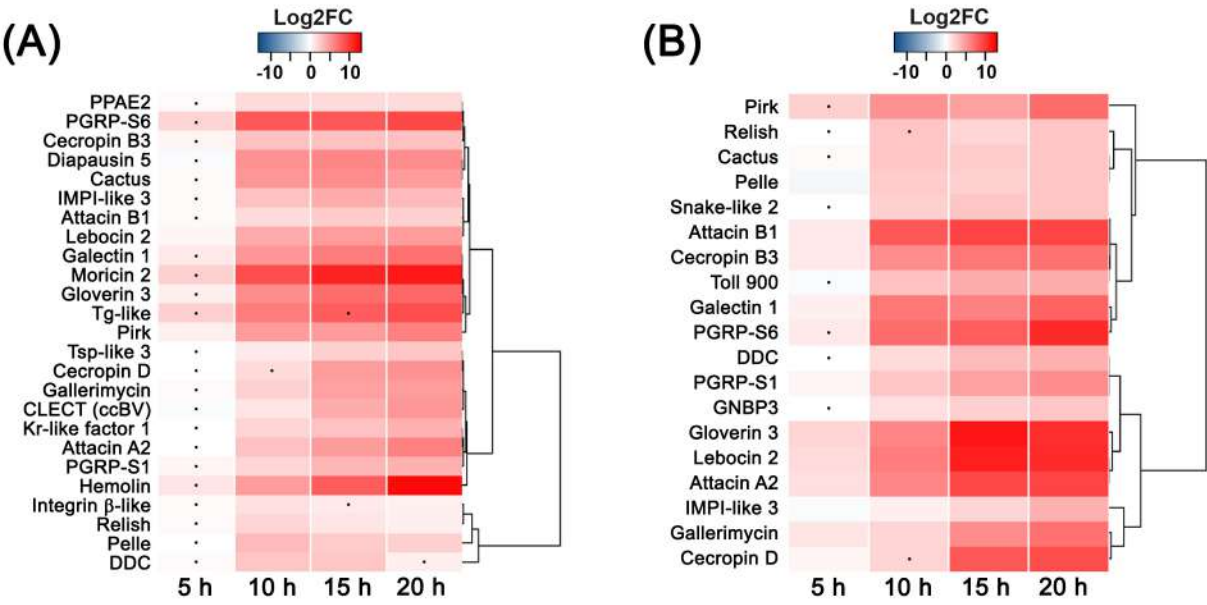 (A)
Log2FC
-10 0 10
PPAE2
PGRP-S6
Cecropin B3
Diapausin 5
Cactus
IMPI-like 3
Attacin B1
Lebocin 2
Galectin 1
Moricin 2
Gloverin 3
Tg-like
Pirk
Tsp-like 3
Cecropin D
Gallerimycin
CLECT (ccBV)
Kr-like factor 1
Attacin A2
PGRP-S1
Hemolin
Integrin β-like
Relish
Pelle
DDC
5 h 10 h 15 h 20 h
(B)
Log2FC
-10 0 10
Pirk
Relish
Cactus
Pelle
Snake-like 2
Attacin B1
Cecropin B3
Toll 900
Galectin 1
PGRP-S6
DDC
PGRP-S1
GNBP3
Gloverin 3
Lebocin 2
Attacin A2
IMPI-like 3
Gallerimycin
Cecropin D
5 h 10 h 15 h 20 h